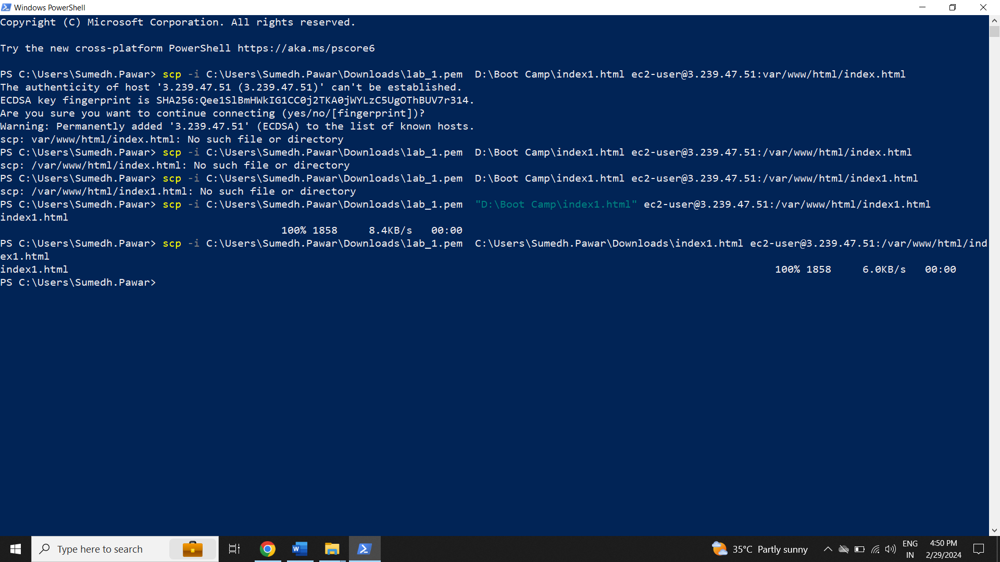 Windows PowerShell
Copyright (C) Microsoft Corporation. All rights reserved.
Try the new cross-platform PowerShell https://aka.ms/pscore6
PS C:\Users\Sumedh.Pawar> scp -i C:\Users\Sumedh.Pawar\Downloads\lab_1.pem  D:\Boot Camp\index1.html ec2-user@3.239.47.51:var/www/html/index.html
The authenticity of host '3.239.47.51 (3.239.47.51)' can't be established.
ECDSA key fingerprint is SHA256:Qee1SlBmHWkIG1CC0j2TKA0jWYLzC5UgOThBUV7r314.
Are you sure you want to continue connecting (yes/no/[fingerprint])?
Warning: Permanently added '3.239.47.51' (ECDSA) to the list of known hosts.
scp: var/www/html/index.html: No such file or directory
PS C:\Users\Sumedh.Pawar> scp -i C:\Users\Sumedh.Pawar\Downloads\lab_1.pem  D:\Boot Camp\index1.html ec2-user@3.239.47.51:/var/www/html/index.html
scp: /var/www/html/index.html: No such file or directory
PS C:\Users\Sumedh.Pawar> scp -i C:\Users\Sumedh.Pawar\Downloads\lab_1.pem  D:\Boot Camp\index1.html ec2-user@3.239.47.51:/var/www/html/index1.html
scp: /var/www/html/index1.html: No such file or directory
PS C:\Users\Sumedh.Pawar> scp -i C:\Users\Sumedh.Pawar\Downloads\lab_1.pem  "D:\Boot Camp\index1.html" ec2-user@3.239.47.51:/var/www/html/index1.html
index1.html
100% 1858     8.4KB/s   00:00
PS C:\Users\Sumedh.Pawar> scp -i C:\Users\Sumedh.Pawar\Downloads\lab_1.pem  C:\Users\Sumedh.Pawar\Downloads\index1.html ec2-user@3.239.47.51:/var/www/html/ind
ex1.html
index1.html 100% 1858     6.0KB/s   00:00
PS C:\Users\Sumedh.Pawar>
Type here to search
35°C Partly sunny
ENG
IN
4:50 PM
2/29/2024